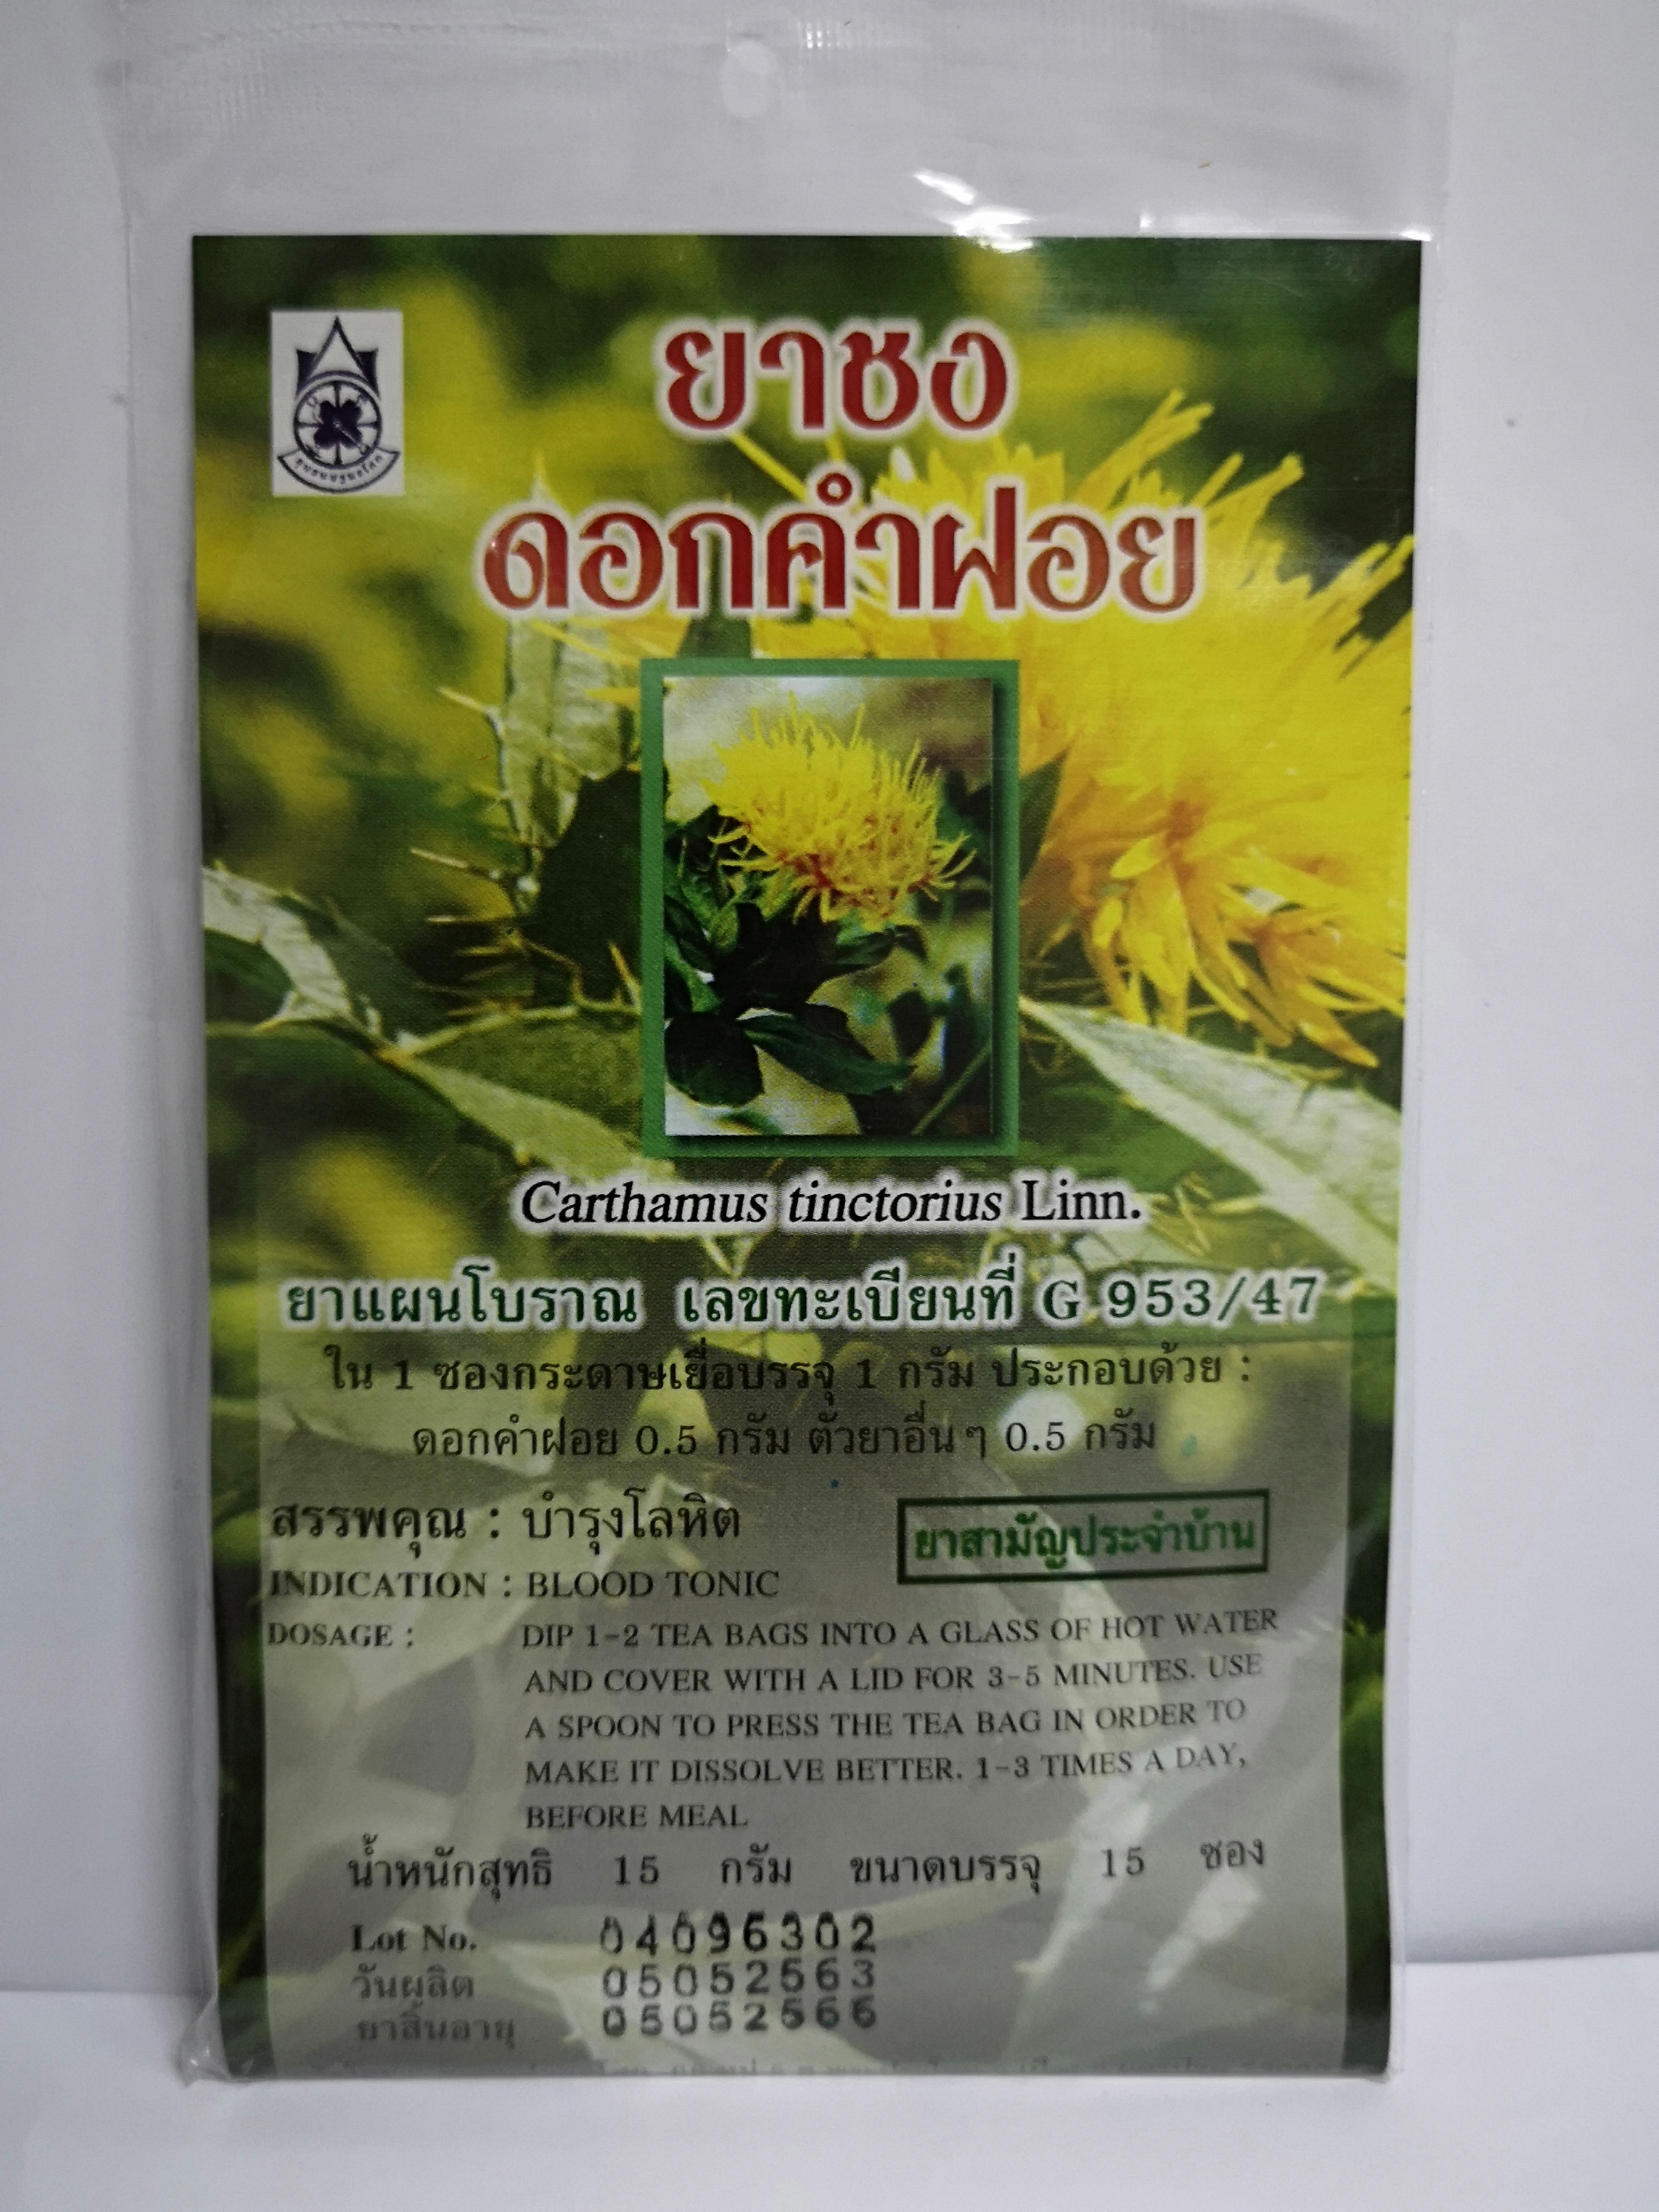 ยาชง
ดอกคำฝอย
Carthamus tinctorius Linn.
ยาแผนโบราณ เลขทะเบียนที่ G 953/47
ใน 1 ซองกระดาษเยื่อบรรจุ 1 กรัม ประกอบด้วย :
ดอกคำฝอย 0.5 กรัม ตัวยาอื่นๆ 0.5 กรัม
สรรพคุณ : บำรุงโลหิต
ยาสามัญประจำบ้าน
INDICATION : BLOOD TONIC
DOSAGE : DIP 1-2 TEA BAGS INTO A GLASS OF HOT WATER
AND COVER WITH A LID FOR 3-5 MINUTES. USE
A SPOON TO PRESS THE TEA BAG IN ORDER TO
MAKE IT DISSOLVE BETTER. 1-3 TIMES A DAY,
BEFORE MEAL
น้ำหนักสุทธิ 15 กรัม ขนาดบรรจุ 15 ซอง
Lot No. 04096302
วันผลิต 05052563
ยาสิ้นอายุ 05052566